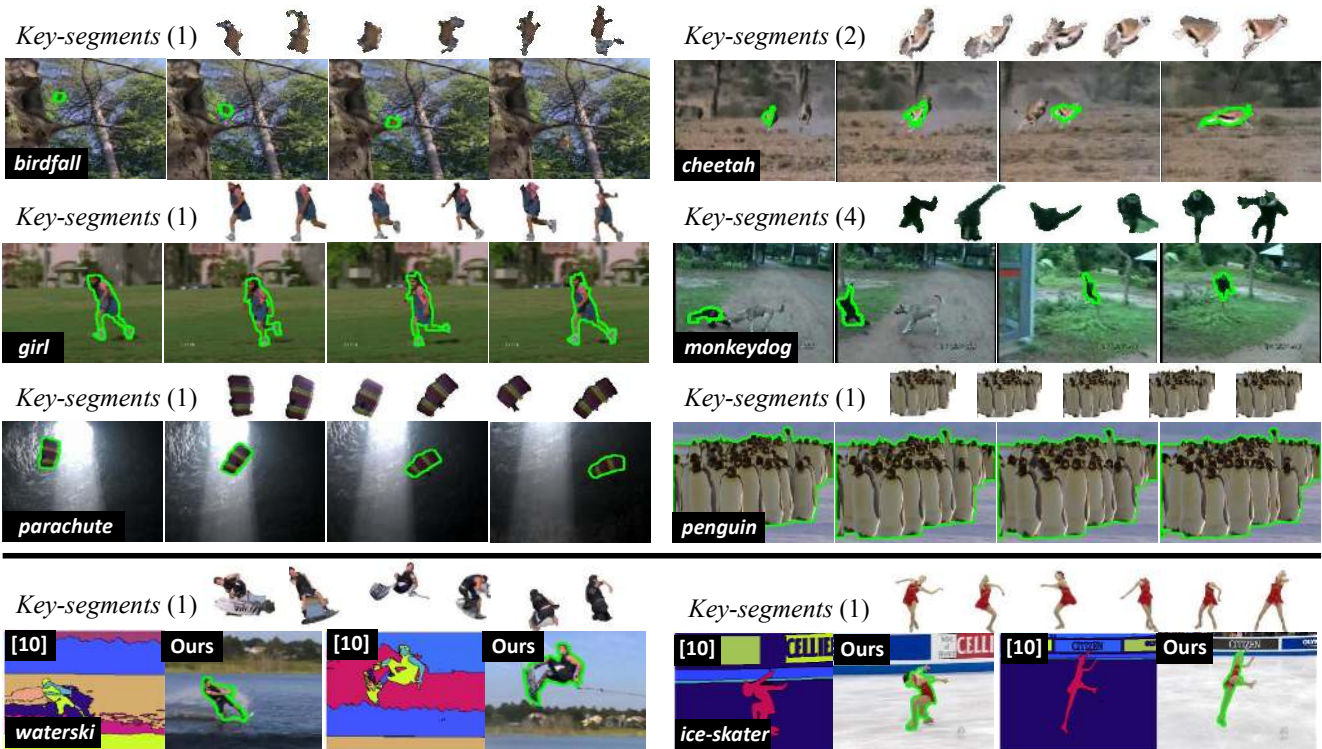 Key-segments (1)
birdfall
Key-segments (2)
cheetah
Key-segments (1)
girl
Key-segments (4)
monkeydog
Key-segments (1)
parachute
Key-segments (1)
penguin
Key-segments (1)
[10]
Ours
[10]
Ours
waterski
Key-segments (1)
[10]
CELLIE
Ours
CELLI
[10]
CITIZEN
Ours
CITIZEN
ice-skater